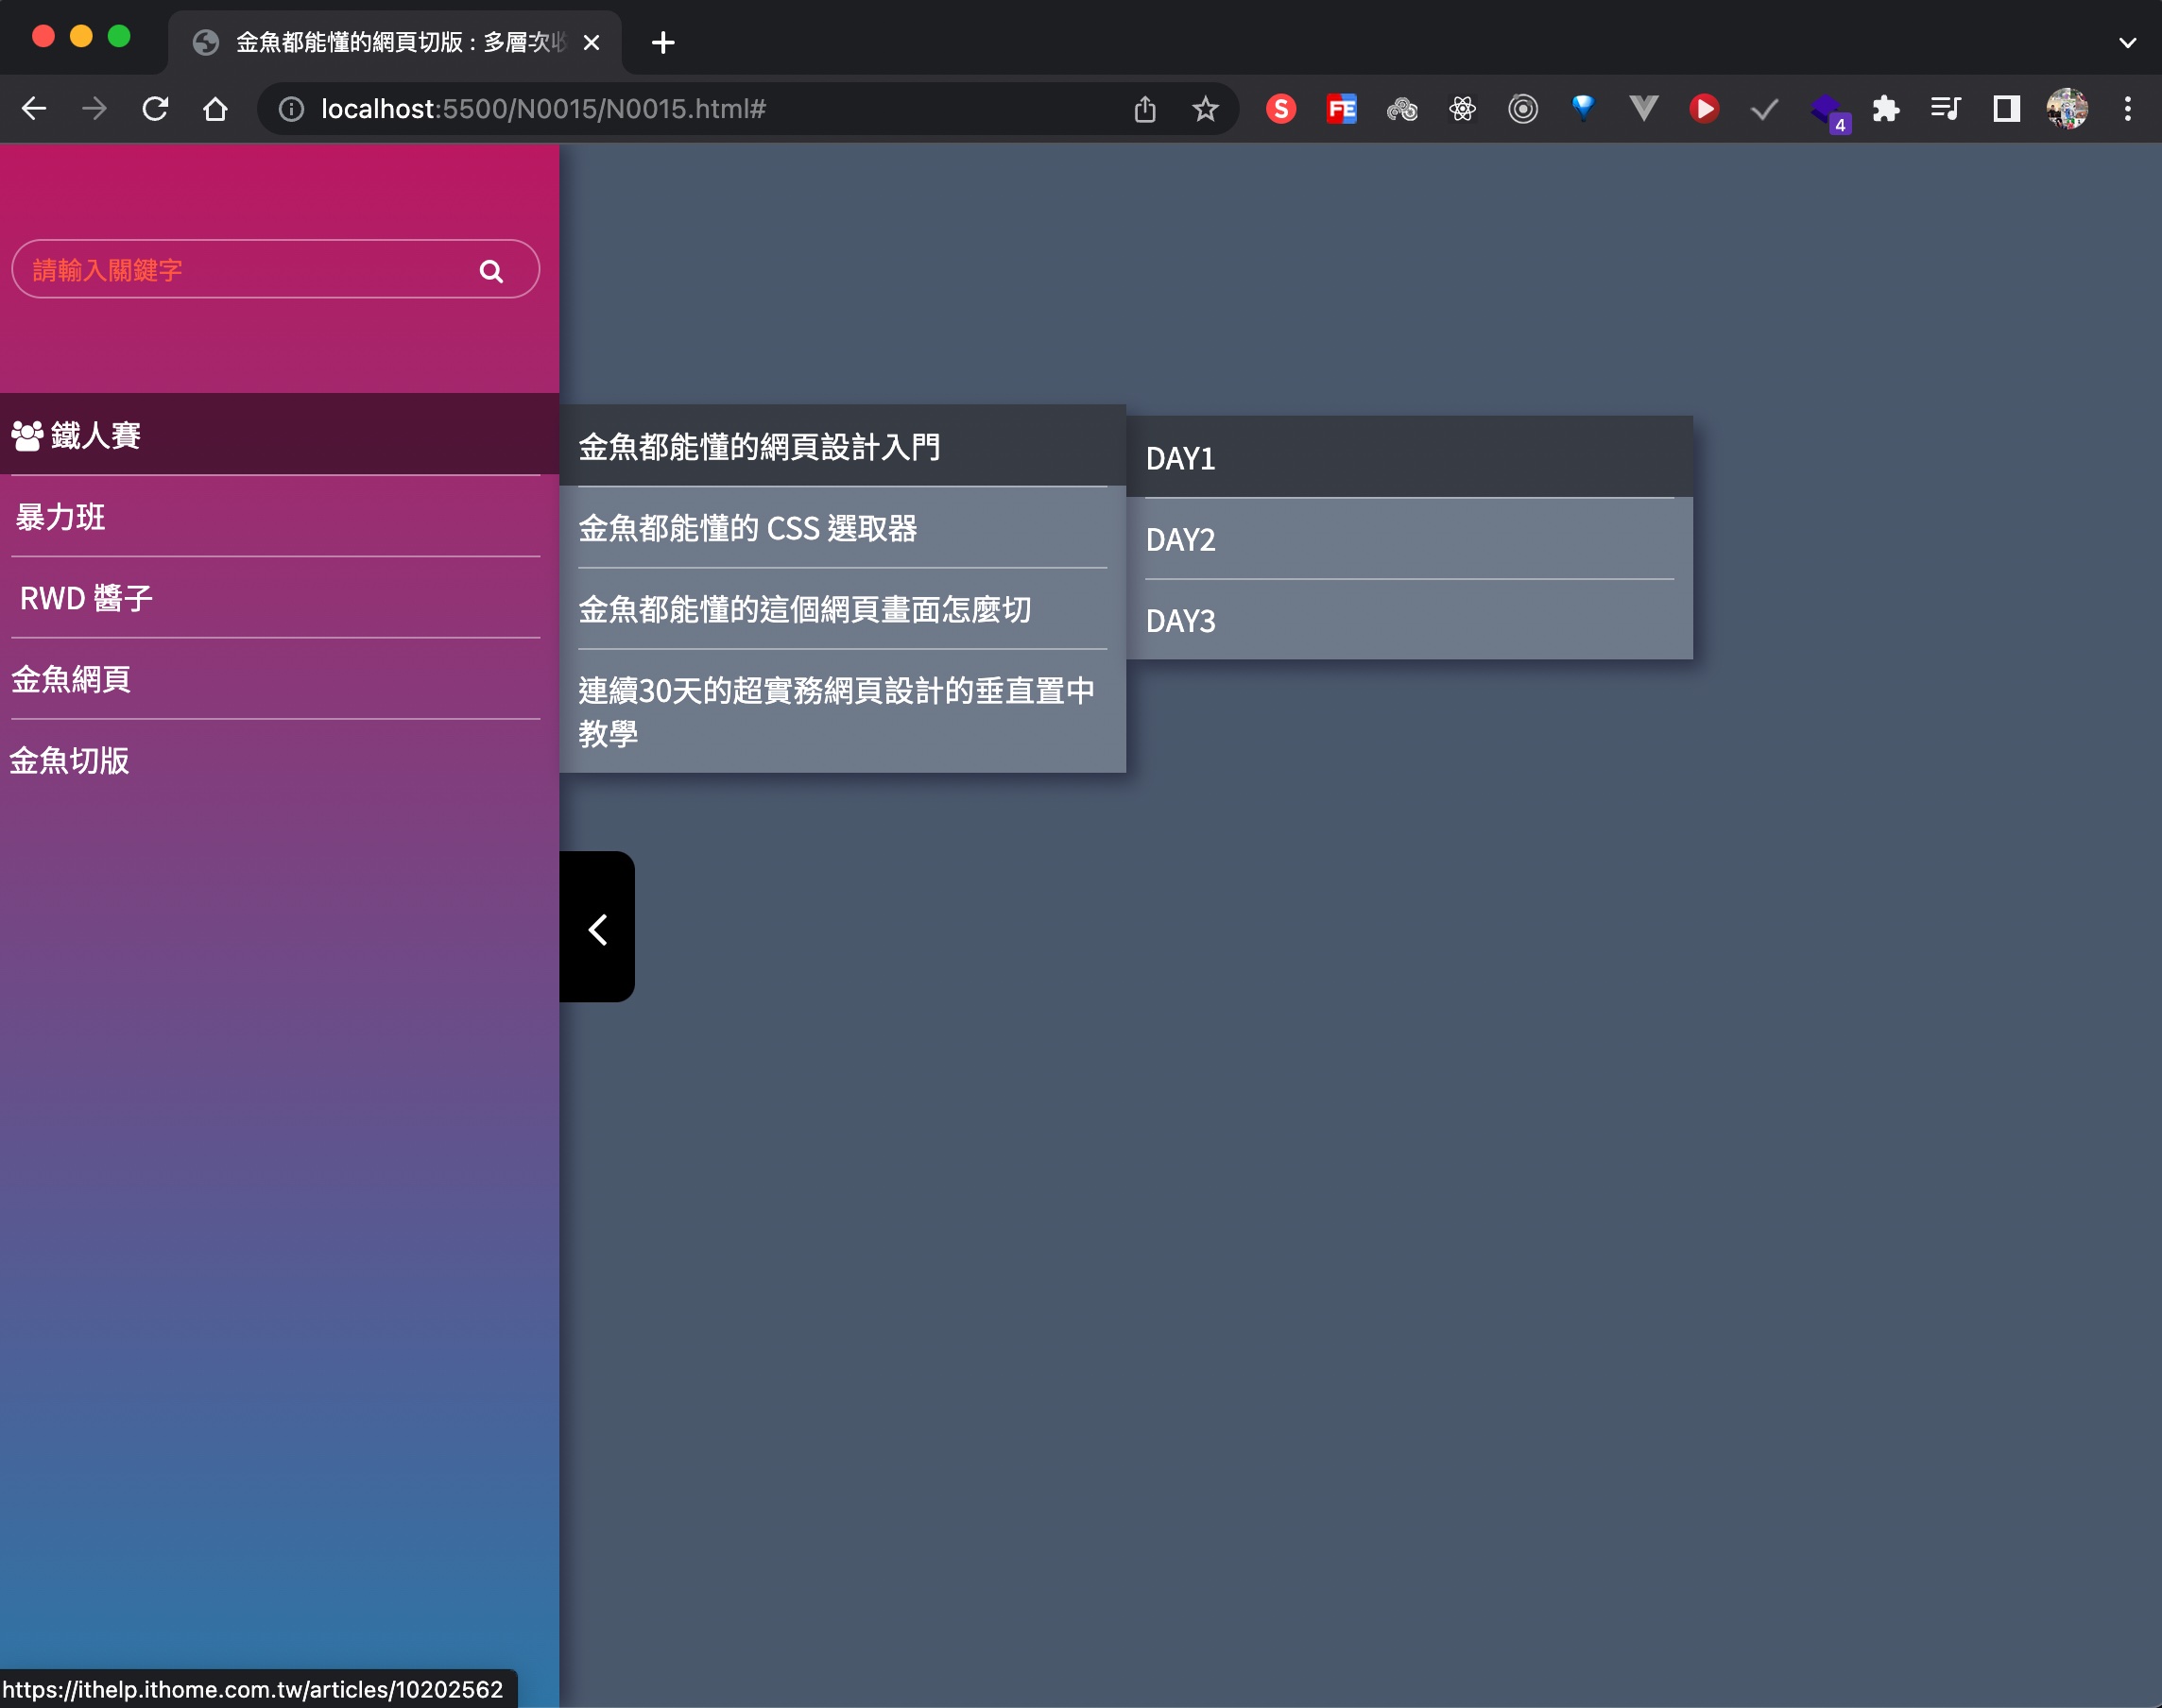 金魚都能懂的網頁切版：多層次收
localhost:5500/N0015/N0015.html#
S
FE
4
請輸入關鍵字
鐵人賽
暴力班
RWD 醬子
金魚網頁
金魚切版
金魚都能懂的網頁設計入門
金魚都能懂的 CSS 選取器
金魚都能懂的這個網頁畫面怎麼切
連續30天的超實務網頁設計的垂直置中
教學
DAY1
DAY2
DAY3
https://ithelp.ithome.com.tw/articles/10202562